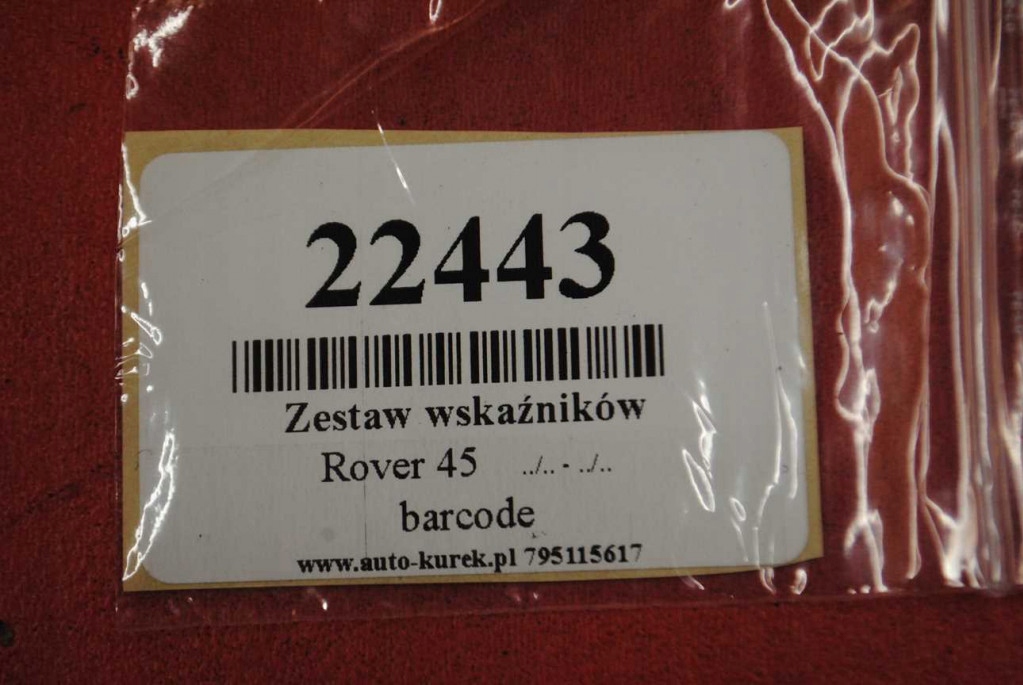 22443
Zestaw wskaźników
Rover 45 ../.. - ../..
barcode
www.auto-kurek.pl 795115617